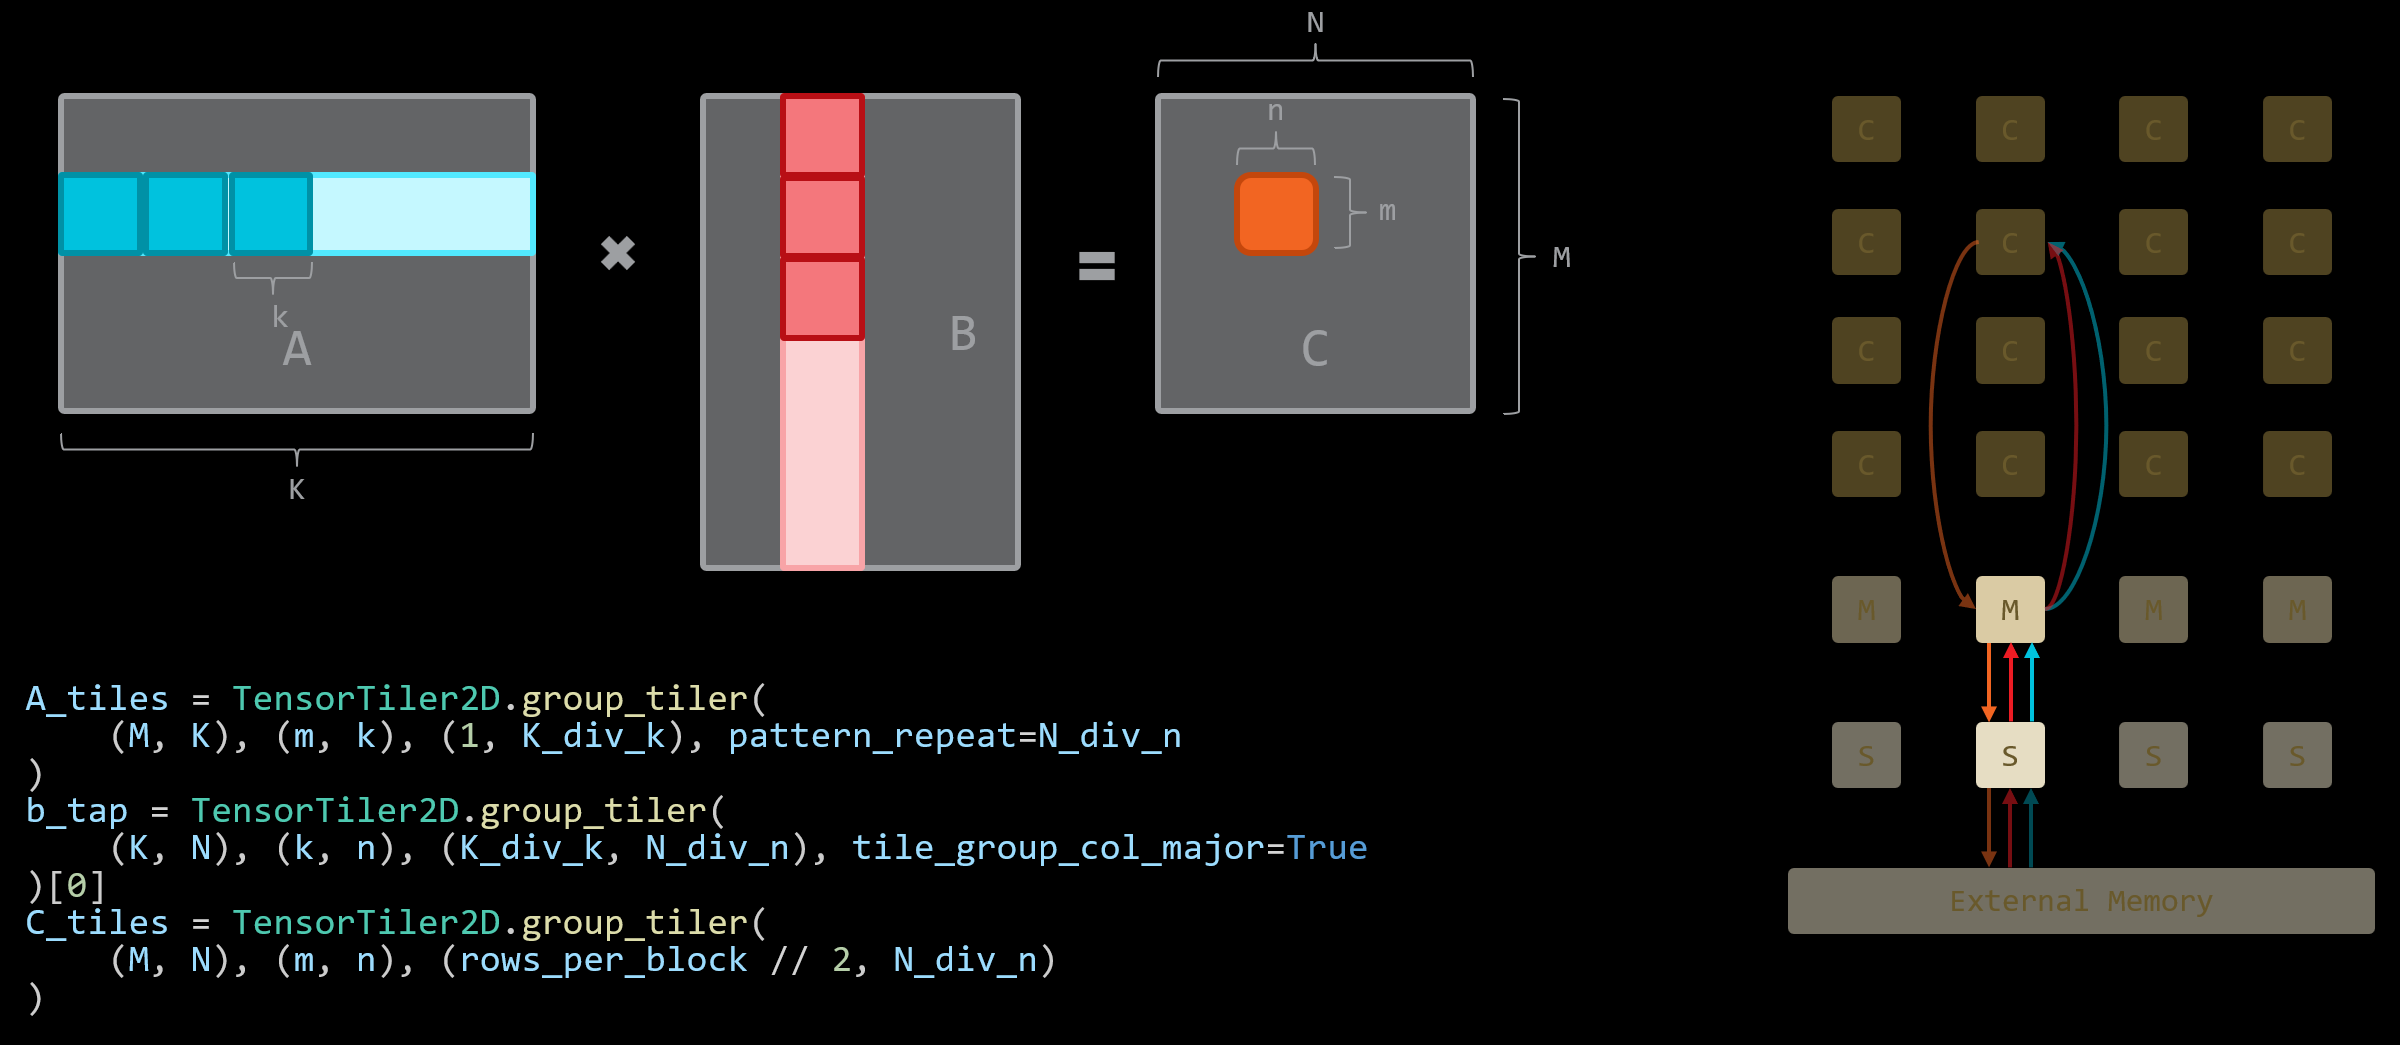 N
n
m
M
k
A
B
C
K
✖
=
A_tiles = TensorTiler2D.group_tiler(
    (M, K), (m, k), (1, K_div_k), pattern_repeat=N_div_n
)
b_tap = TensorTiler2D.group_tiler(
    (K, N), (k, n), (K_div_k, N_div_n), tile_group_col_major=True
)[0]
C_tiles = TensorTiler2D.group_tiler(
    (M, N), (m, n), (rows_per_block // 2, N_div_n)
)
C C C C
C C C C
C C C C
C C C C
M M M M
S S S S
External Memory